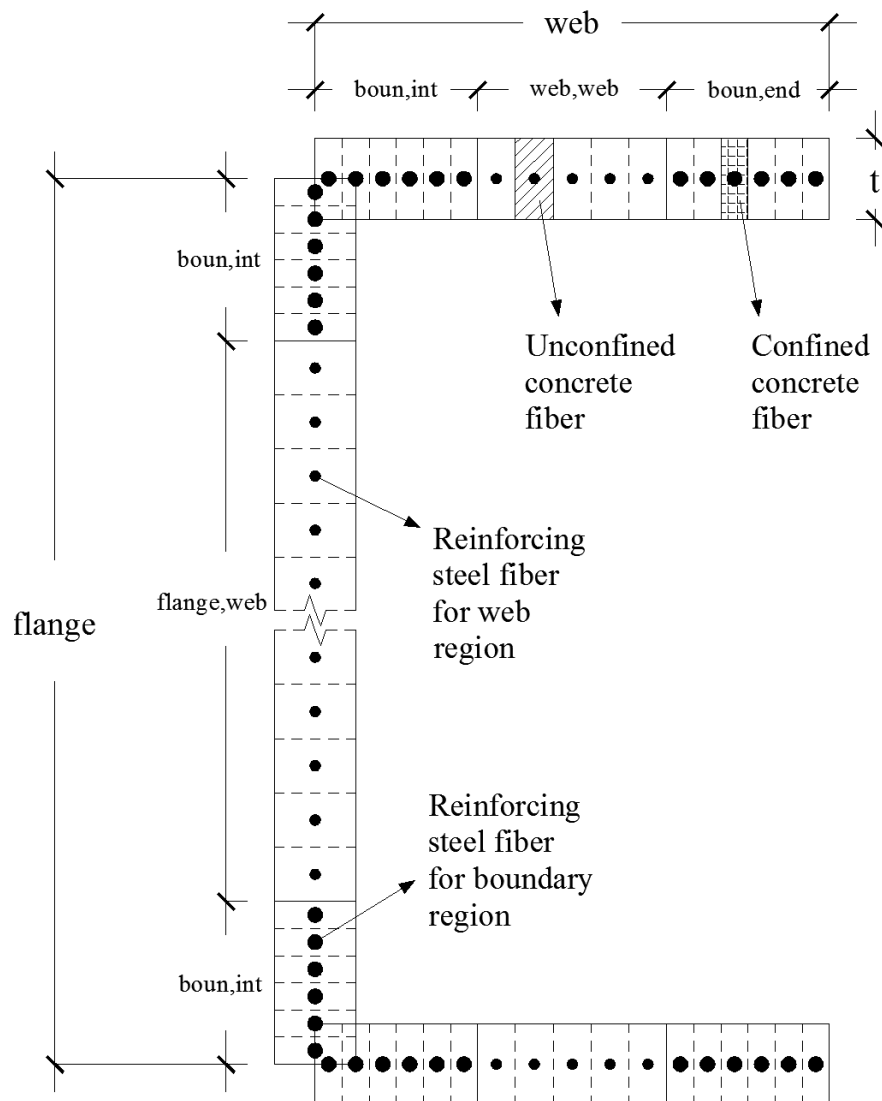 web
boun,int
web,web
boun,end
t
boun,int
Unconfined
concrete
fiber
Confined
concrete
fiber
Reinforcing
steel fiber
for web
region
flange,web
flange
Reinforcing
steel fiber
for boundary
region
boun,int